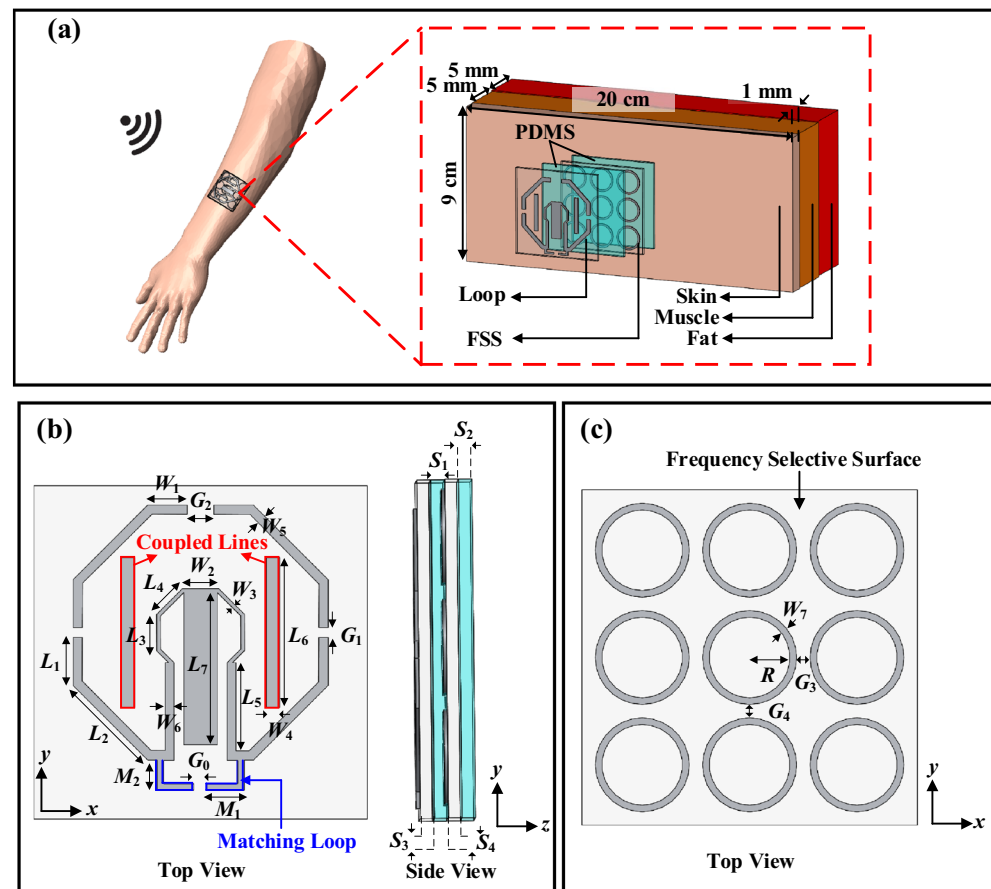 (a)
5 mm
5 mm
20 cm
1 mm
PDMS
9 cm
Loop
FSS
Skin
Muscle
Fat
(b)
W1
G2
W5
Coupled Lines
W2
L4
W3
L3
L6
G1
L1
L7
L5
W6
W4
L2
G0
M2
M1
y
x
Matching Loop
Top View
S2
S1
y
z
S3
S4
Side View
(c)
Frequency Selective Surface
W7
R
G3
G4
y
x
Top View